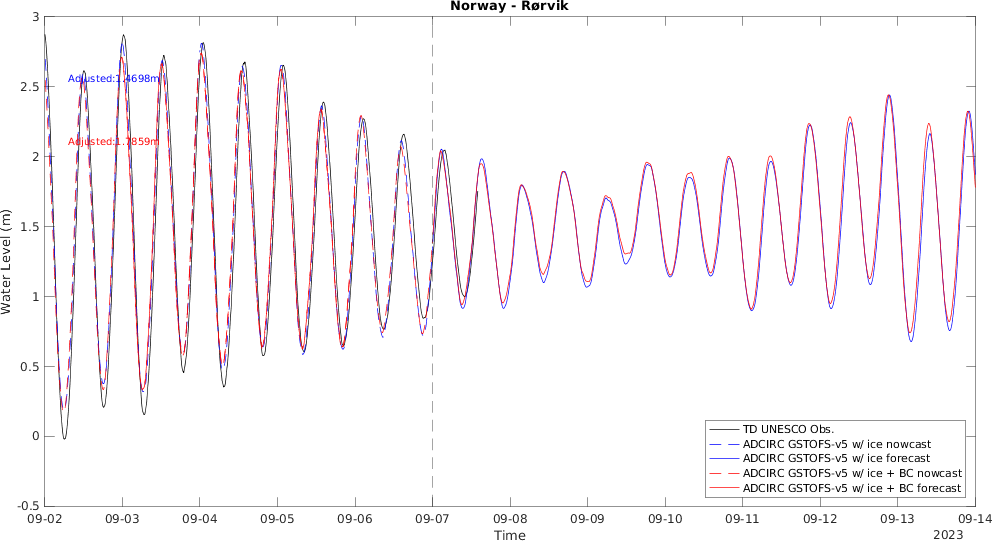 Norway - Rørvik
3
2.5
2
1.5
1
0.5
0
-0.5
Water Level (m)
Adjusted:1.4698m
Adjusted:1.7859m
TD UNESCO Obs.
ADCIRC GSTOFS-v5 w/ ice nowcast
ADCIRC GSTOFS-v5 w/ ice forecast
ADCIRC GSTOFS-v5 w/ ice + BC nowcast
ADCIRC GSTOFS-v5 w/ ice + BC forecast
09-02 09-03 09-04 09-05 09-06 09-07 09-08 09-09 09-10 09-11 09-12 09-13 09-14
Time
2023